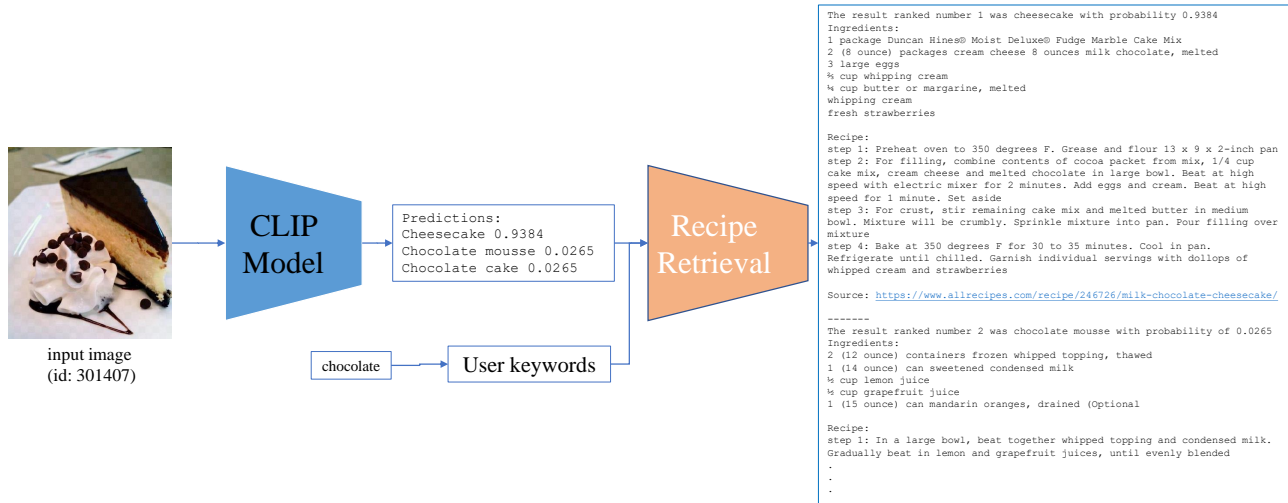 input image
(id: 301407)
CLIP
Model
Predictions:
Cheesecake 0.9384
Chocolate mousse 0.0265
Chocolate cake 0.0265
chocolate
User keywords
Recipe
Retrieval
The result ranked number 1 was cheesecake with probability 0.9384
Ingredients:
1 package Duncan Hines® Moist Deluxe® Fudge Marble Cake Mix
2 (8 ounce) packages cream cheese 8 ounces milk chocolate, melted
3 large eggs
cup whipping cream
¼ cup butter or margarine, melted
whipping cream
fresh strawberries
Recipe:
step 1: Preheat oven to 350 degrees F. Grease and flour 13 x 9 x 2-inch pan
step 2: For filling, combine contents of cocoa packet from mix, 1/4 cup
cake mix, cream cheese and melted chocolate in large bowl. Beat at high
speed with electric mixer for 2 minutes. Add eggs and cream. Beat at high
speed for 1 minute. Set aside
step 3: For crust, stir remaining cake mix and melted butter in medium
bowl. Mixture will be crumbly. Sprinkle mixture into pan. Pour filling over
mixture
step 4: Bake at 350 degrees F for 30 to 35 minutes. Cool in pan.
Refrigerate until chilled. Garnish individual servings with dollops of
whipped cream and strawberries
Source: https://www.allrecipes.com/recipe/246726/milk-chocolate-cheesecake/
-------
The result ranked number 2 was chocolate mousse with probability of 0.0265
Ingredients:
2 (12 ounce) containers frozen whipped topping, thawed
1 (14 ounce) can sweetened condensed milk
½ cup lemon juice
½ cup grapefruit juice
1 (15 ounce) can mandarin oranges, drained (Optional
Recipe:
step 1: In a large bowl, beat together whipped topping and condensed milk.
Gradually beat in lemon and grapefruit juices, until evenly blended
.
.
.